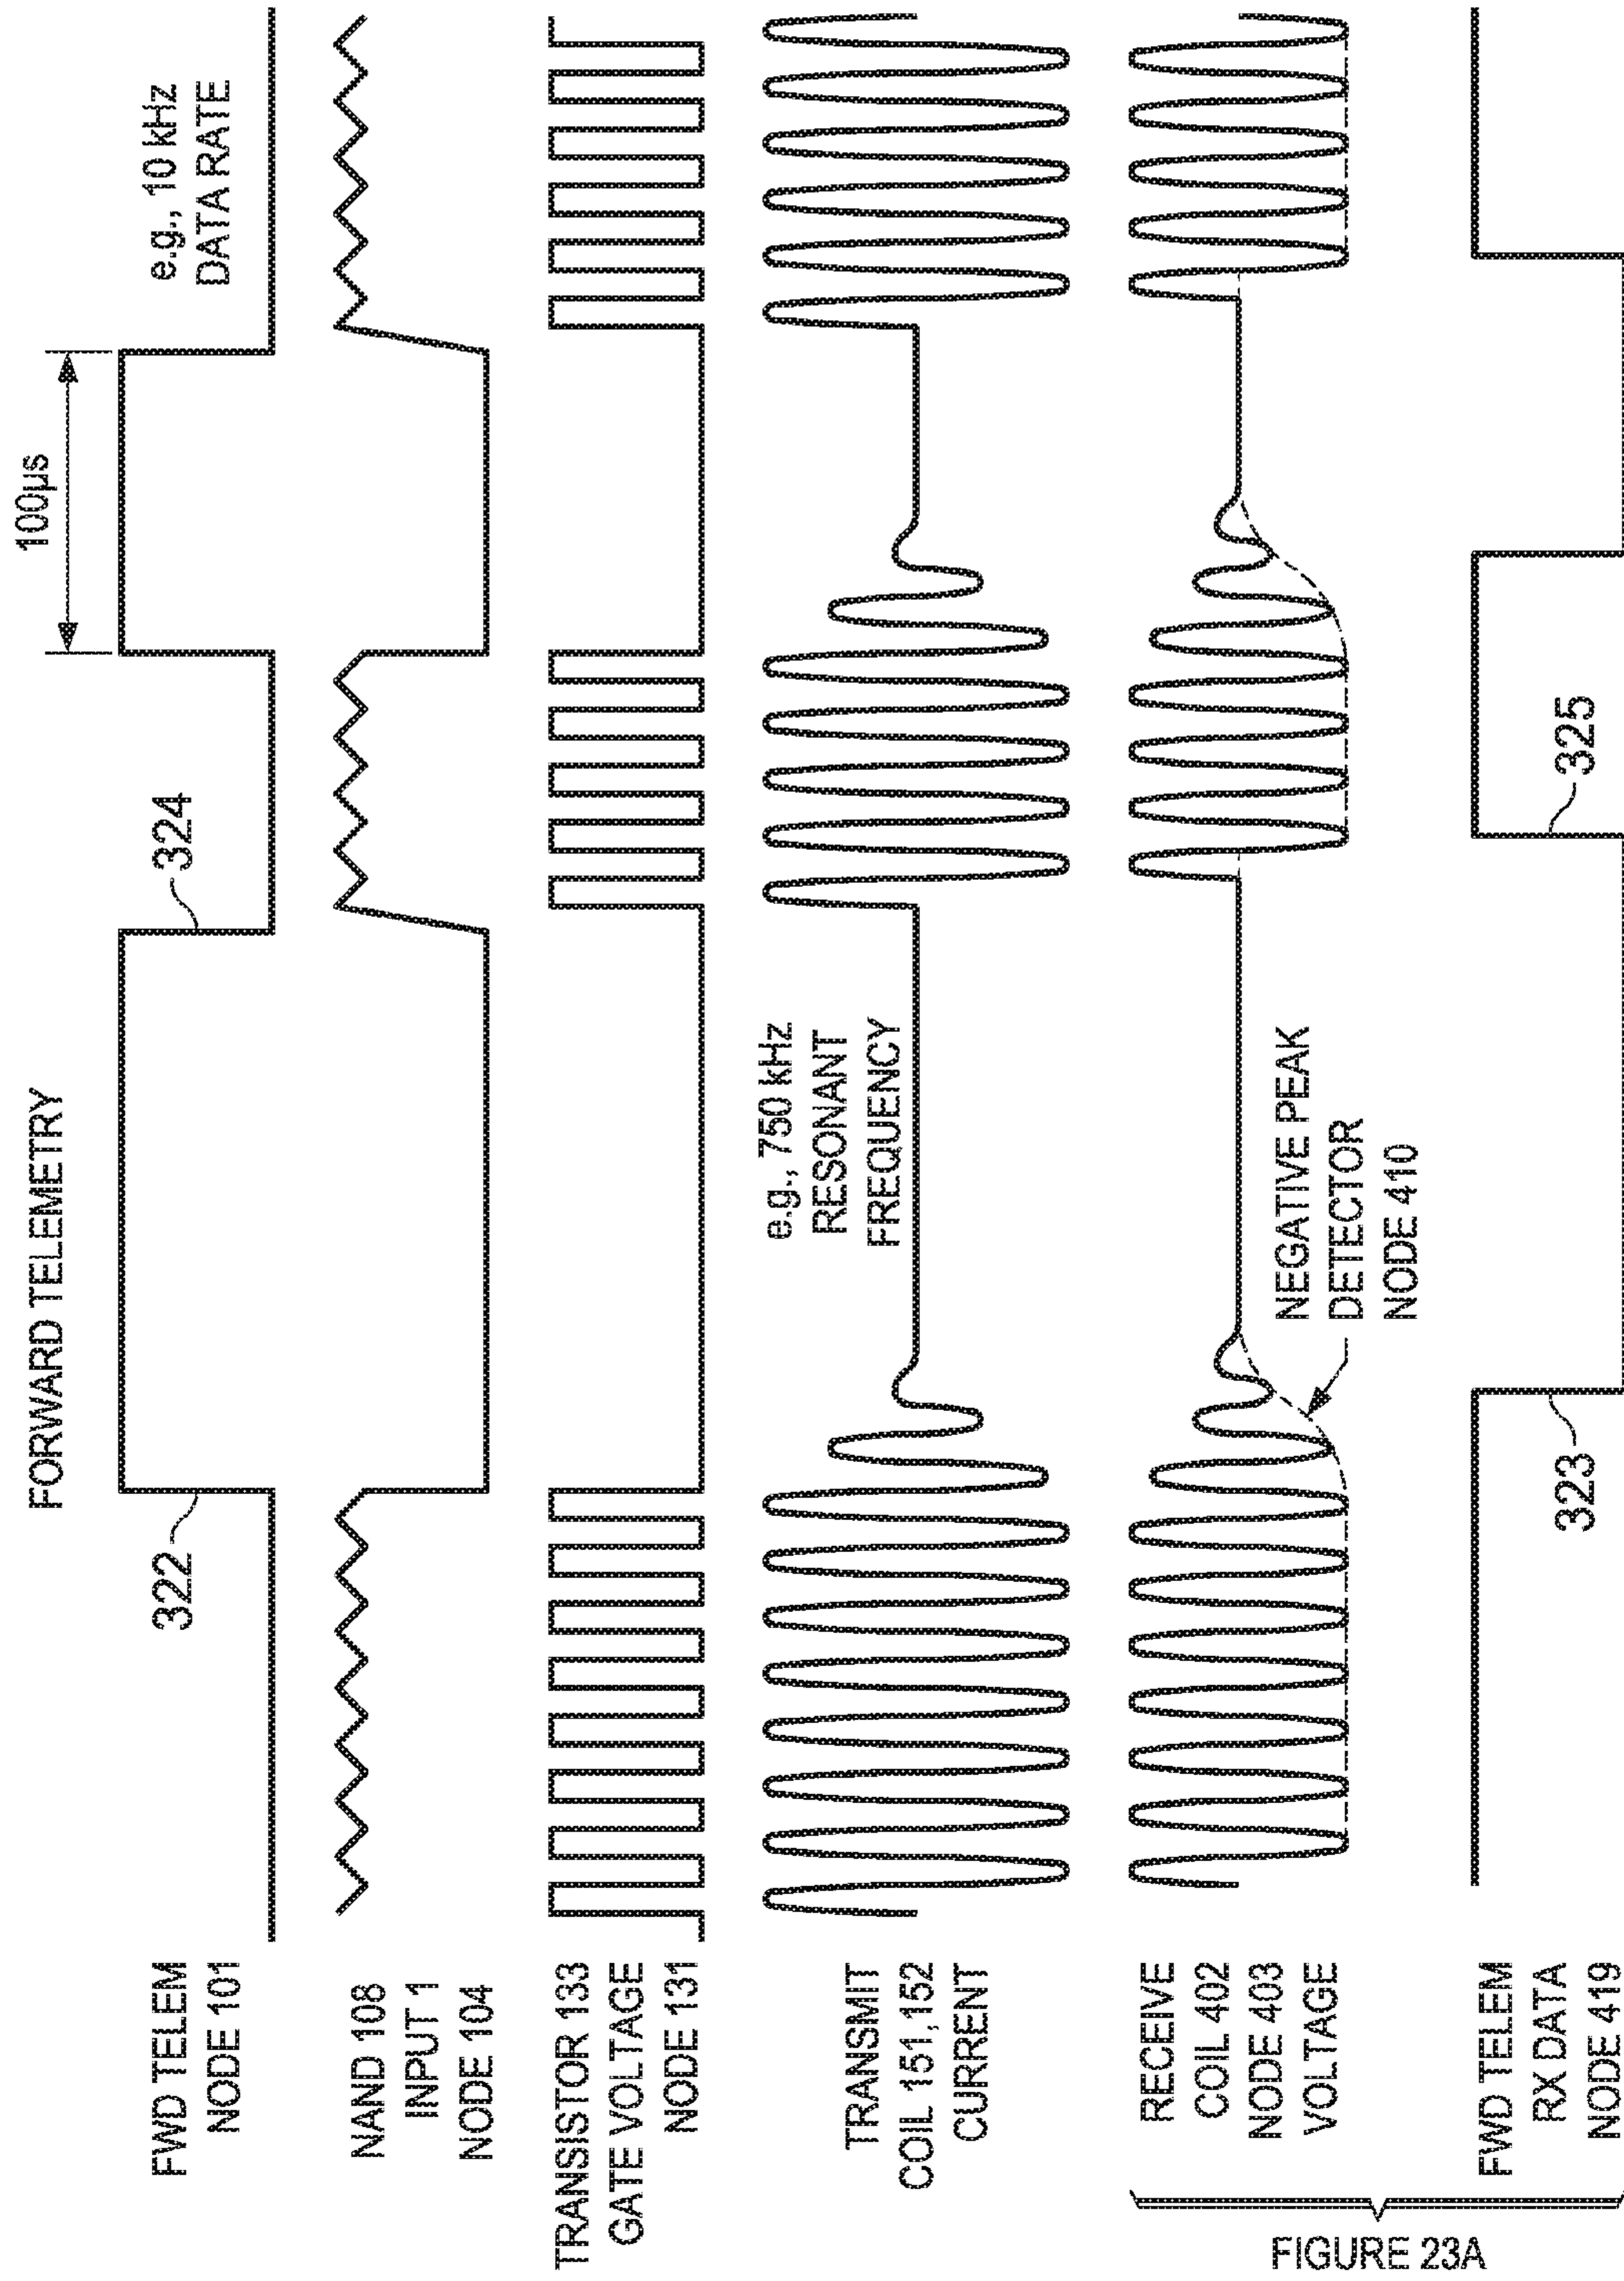 FORWARD TELEMETRY
FWD TELEM
NODE 101
322
324
100µs
e.g., 10 kHz
DATA RATE
NAND 108
INPUT 1
NODE 104
TRANSISTOR 133
GATE VOLTAGE
NODE 131
TRANSMIT
COIL 151,152
CURRENT
e.g., 750 kHz
RESONANT
FREQUENCY
RECEIVE
COIL 402
NODE 403
VOLTAGE
NEGATIVE PEAK
DETECTOR
NODE 410
FWD TELEM
RX DATA
NODE 419
323
325
FIGURE 23A